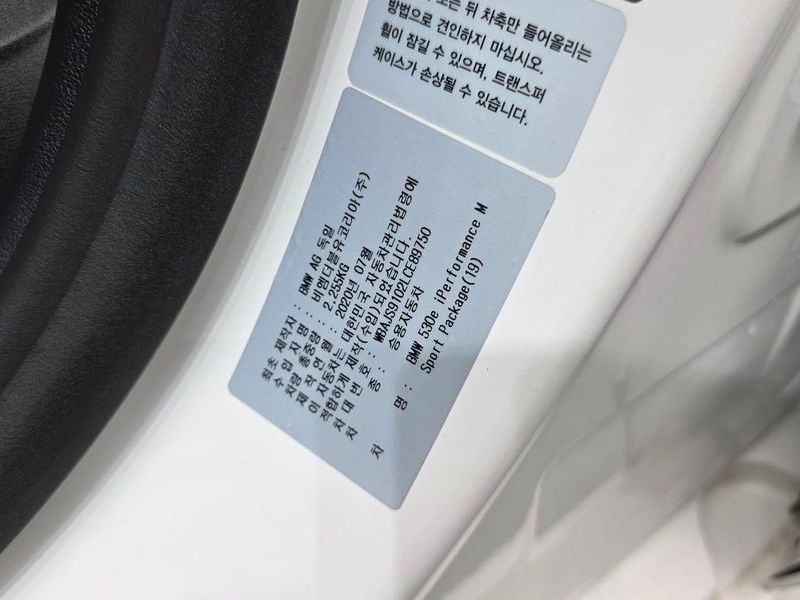 또는 뒤 차축만 들어올리는
방법으로 견인하지 마십시오.
휠이 잠길 수 있으며, 트랜스퍼
케이스가 손상될 수 있습니다.
최초 제작자 : BMW AG 독일
수 입 자 명 : 비엠더블유코리아(주)
차량 총중량 : 2,255KG
제 작 연 월 : 2020년 07월
이 자동차는 대한민국 자동차관리법령에
적합하게 제작(수입)되었습니다.
차 대 번 호 : WBAJS9102LCE89750
차 종 : 승용자동차
차 명 : BMW 530e iPerformance M
Sport Package(19)